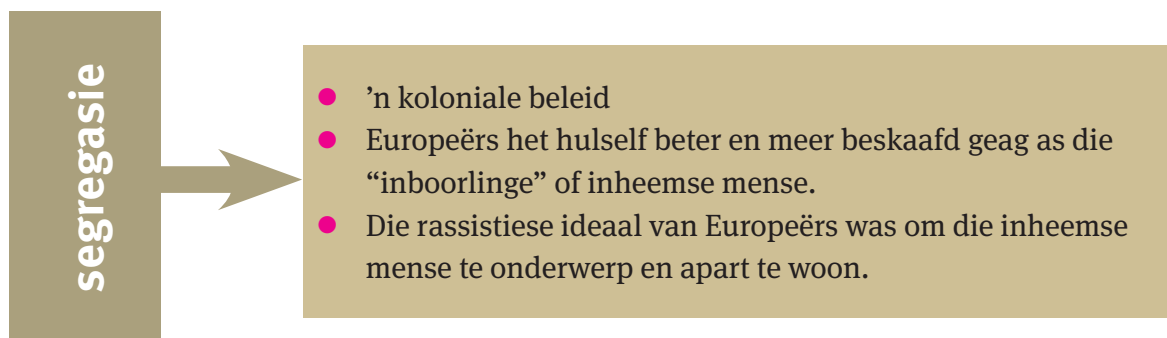 segregasie
● ’n koloniale beleid
● Europeërs het hulself beter en meer beskaafd geag as die
“inboorlinge” of inheemse mense.
● Die rassistiese ideaal van Europeërs was om die inheemse
mense te onderwerp en apart te woon.